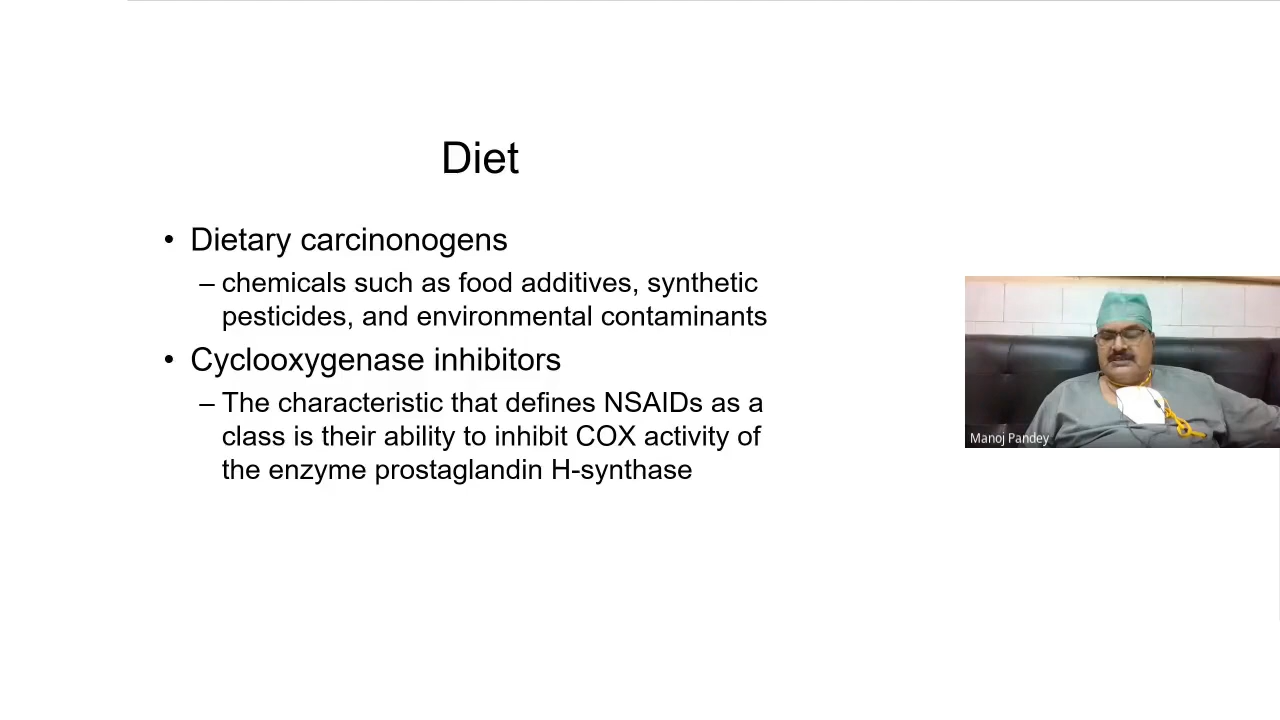 Diet
• Dietary carcinonogens
– chemicals such as food additives, synthetic
pesticides, and environmental contaminants
• Cyclooxygenase inhibitors
– The characteristic that defines NSAIDs as a
class is their ability to inhibit COX activity of
the enzyme prostaglandin H-synthase
Manoj Pandey